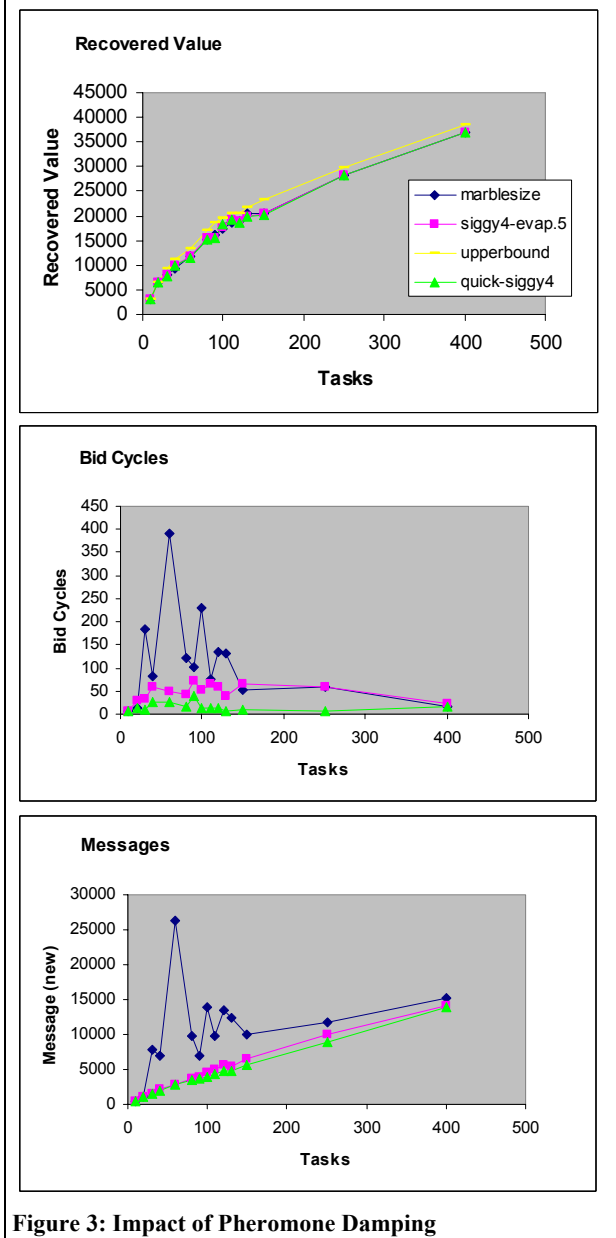 Recovered Value
45000
40000
35000
30000
25000
20000
15000
10000
5000
0
Recovered Value
0 100 200 300 400 500
Tasks
marblesize
siggy4-evap.5
upperbound
quick-siggy4
Bid Cycles
450
400
350
300
250
200
150
100
50
0
Bid Cycles
0 100 200 300 400 500
Tasks
Messages
30000
25000
20000
15000
10000
5000
0
Message (new)
0 100 200 300 400 500
Tasks
Figure 3: Impact of Pheromone Damping